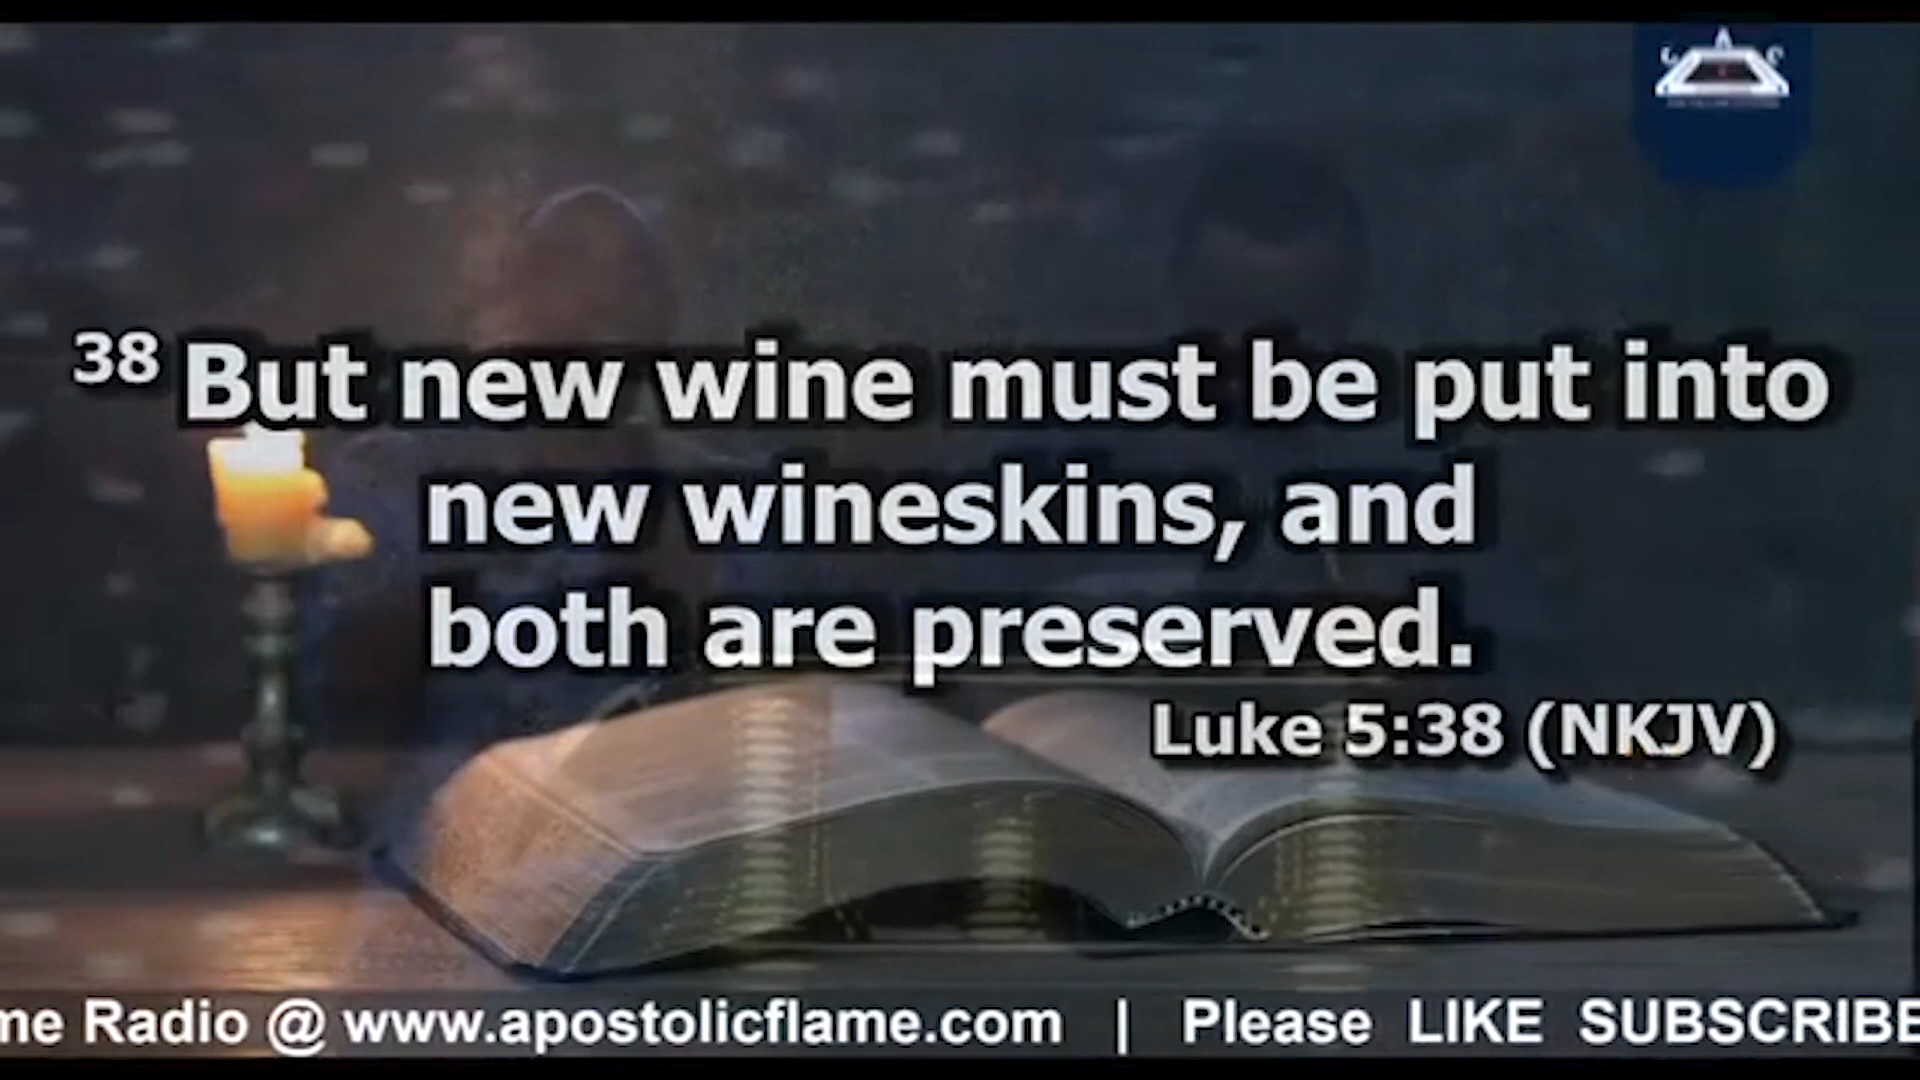 38 But new wine must be put into
new wineskins, and
both are preserved.
Luke 5:38 (NKJV)
me Radio @ www.apostolicflame.com | Please LIKE SUBSCRIBE